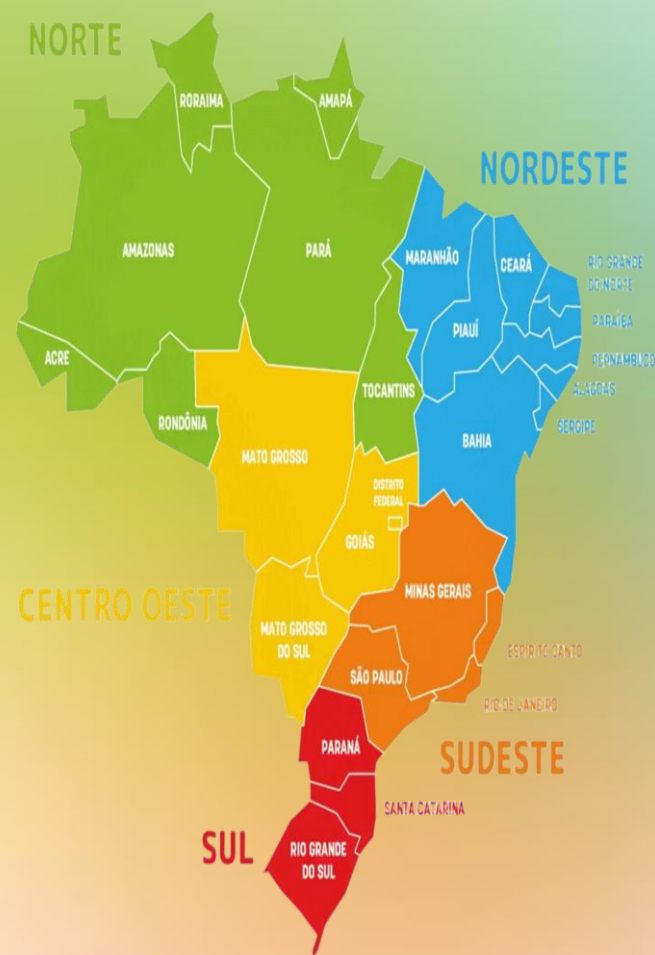 NORTE
RORAIMA
AMAPÁ
NORDESTE
AMAZONAS
PARÁ
MARANHÃO
CEARÁ
RIO GRANDE
DO NORTE
PIAUÍ
PARAÍBA
PERNAMBUCO
ACRE
TOCANTINS
ALAGOAS
RONDÔNIA
SERGIPE
BAHIA
MATO GROSSO
DISTRITO
FEDERAL
GOIÁS
MINAS GERAIS
CENTRO OESTE
MATO GROSSO
DO SUL
ESPIRITO SANTO
SÃO PAULO
RIO DE JANEIRO
PARANÁ
SUDESTE
SANTA CATARINA
SUL
RIO GRANDE
DO SUL